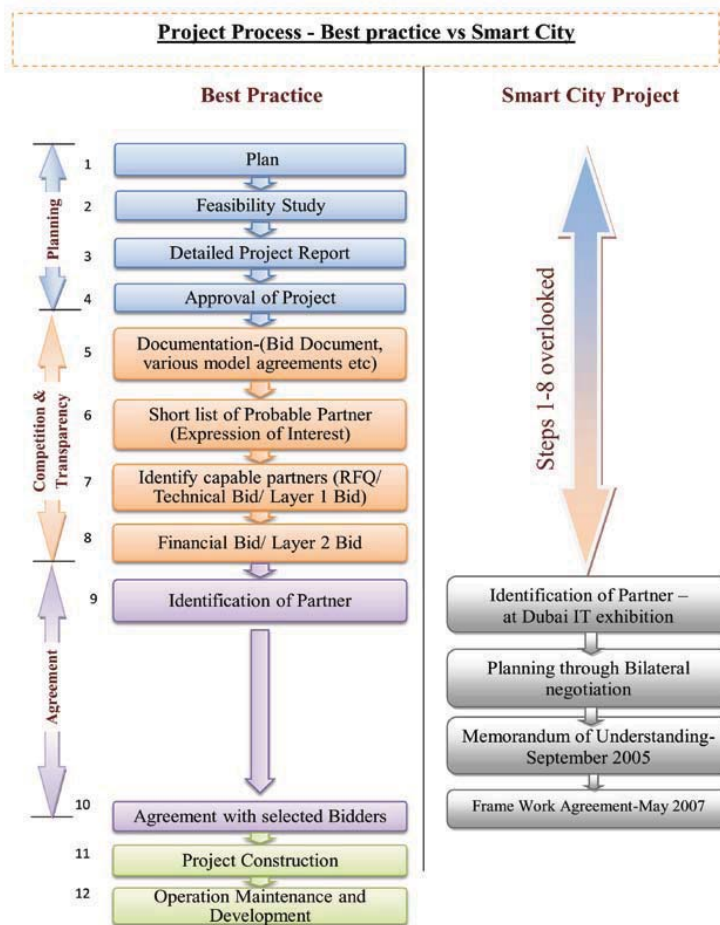 Project Process - Best practice vs Smart City
Best Practice
Smart City Project
Planning
1
Plan
2
Feasibility Study
3
Detailed Project Report
4
Approval of Project
Competition &
Transparency
5
Documentation-(Bid Document,
various model agreements etc)
6
Short list of Probable Partner
(Expression of Interest)
7
Identify capable partners (RFQ/
Technical Bid/ Layer 1 Bid)
8
Financial Bid/ Layer 2 Bid
Agreement
9
Identification of Partner
10
Agreement with selected Bidders
11
Project Construction
12
Operation Maintenance and
Development
Steps 1-8 overlooked
Identification of Partner –
at Dubai IT exhibition
Planning through Bilateral
negotiation
Memorandum of Understanding-
September 2005
Frame Work Agreement-May 2007